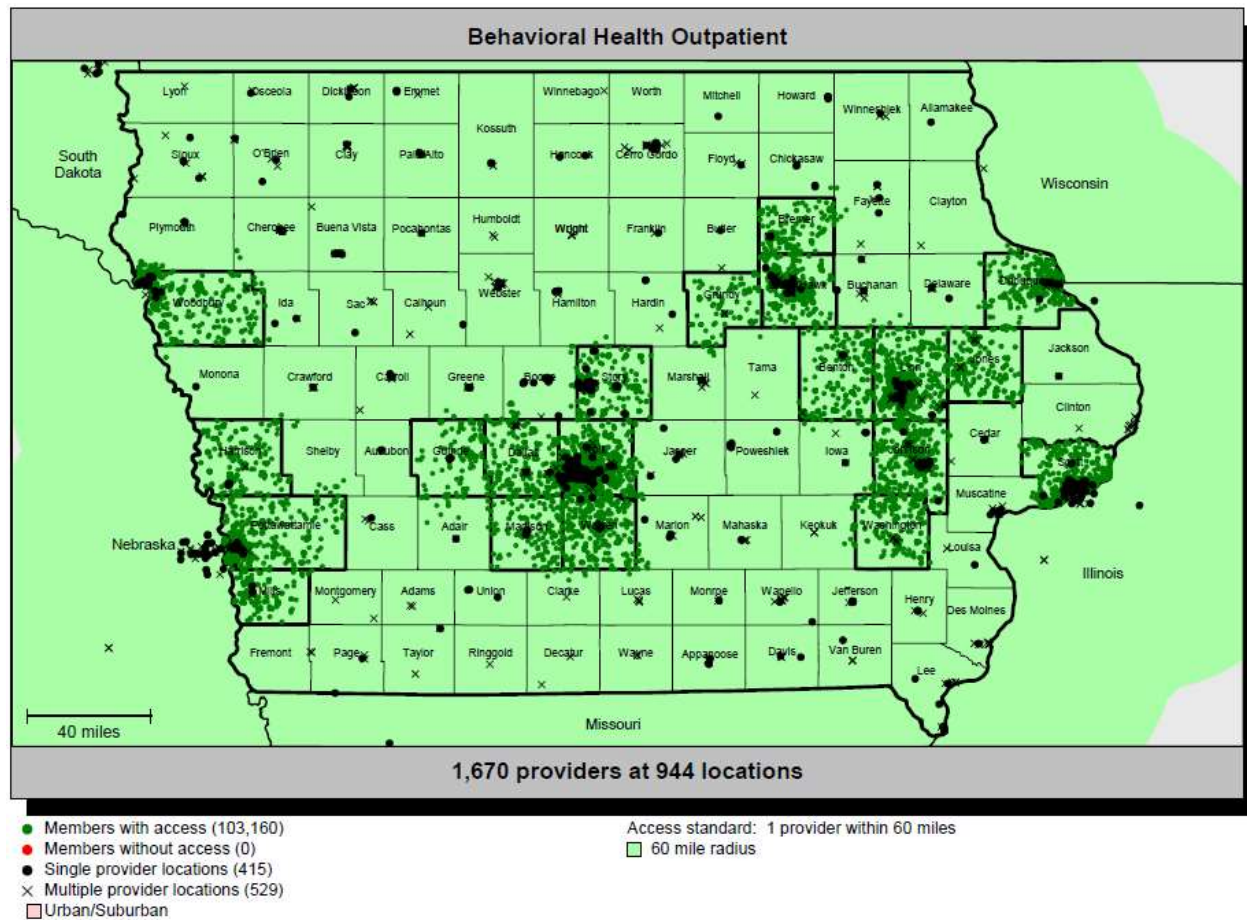 Behavioral Health Outpatient
Lyon Osceola Dickinson Emmet Winnebago Worth Mitchell Howard Winneshiek Allamakee
Kossuth
South
Dakota
Sioux O'Brien Clay Palo Alto Hancock Cerro Gordo Floyd Chickasaw
Wisconsin
Fayette Clayton
Plymouth Cherokee Buena Vista Pocahontas Humboldt Wright Franklin Butler Bremer
Woodbury Ida Sac Calhoun Webster Hamilton Hardin Grundy Buchanan Delaware
Monona Crawford Carroll Greene Boone Story Marshall Tama Benton Linn Jones Jackson
Clinton
Harrison Shelby Audubon Guthrie Dallas Polk Jasper Poweshiek Iowa Johnson Cedar
Scott
Muscatine
Nebraska
Pottawattamie Cass Adair Madison Warren Marion Mahaska Keokuk Washington
Louisa
Illinois
Mills Montgomery Adams Union Clarke Lucas Monroe Wapello Jefferson Henry Des Moines
Fremont Page Taylor Ringgold Decatur Wayne Appanoose Davis Van Buren Lee
40 miles
Missouri
1,670 providers at 944 locations
Members with access (103,160)
Members without access (0)
Single provider locations (415)
Multiple provider locations (529)
Urban/Suburban
Access standard: 1 provider within 60 miles
60 mile radius